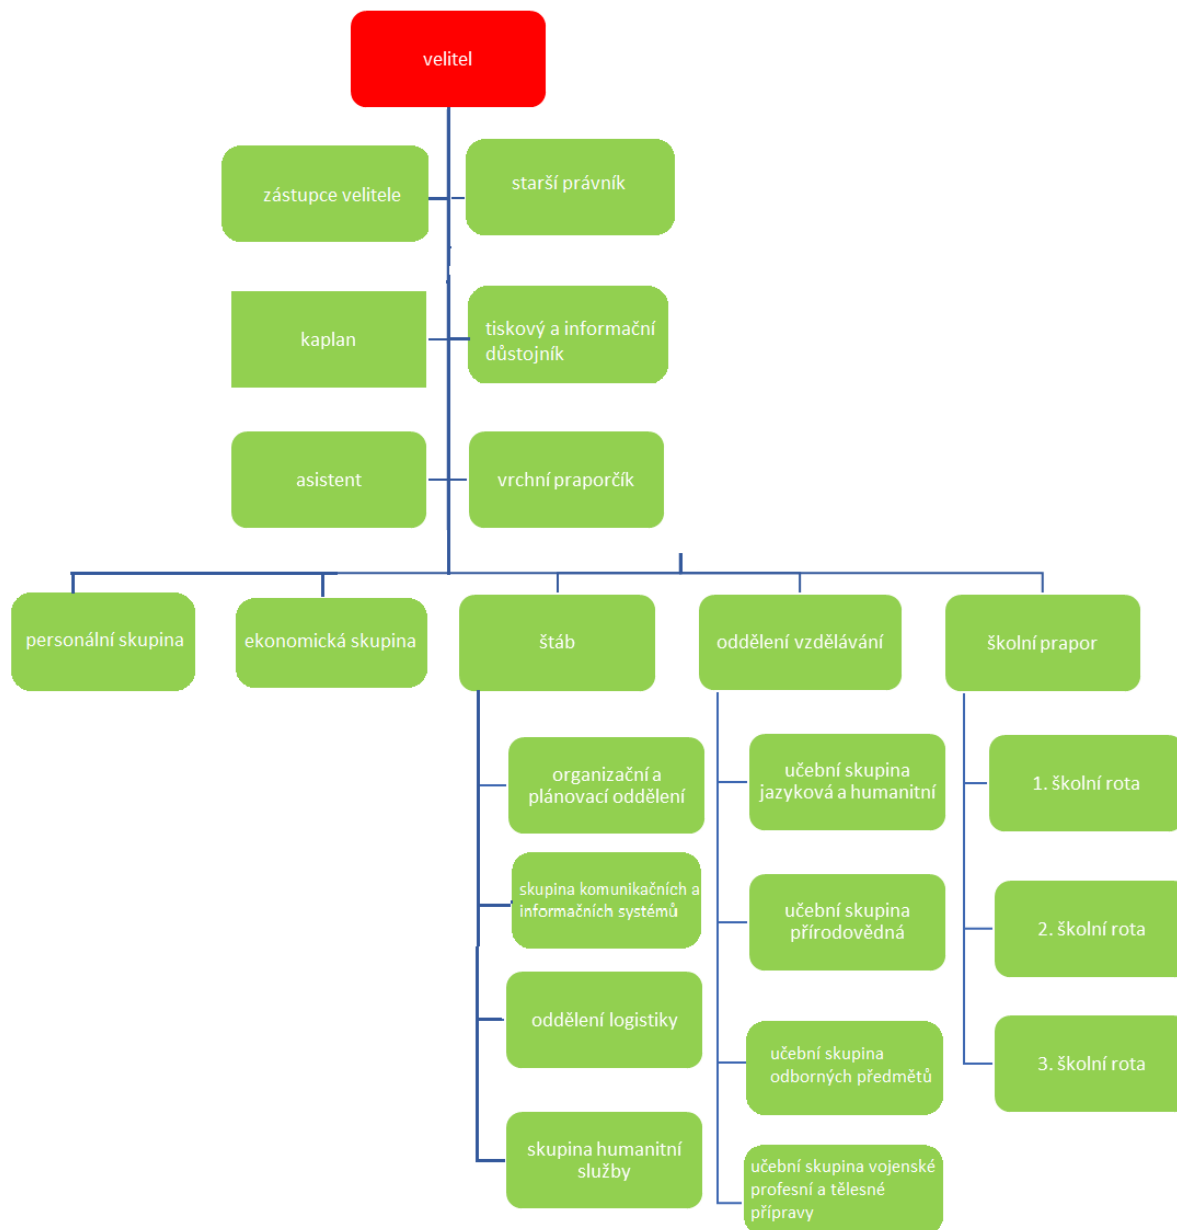 velitel
zástupce velitele
starší právník
kaplan
tiskový a informační
důstojník
asistent
vrchní praporčík
personální skupina
ekonomická skupina
štáb
oddělení vzdělávání
školní prapor
organizační a
plánovací oddělení
skupina komunikačních a
informačních systémů
oddělení logistiky
skupina humanitní
služby
učební skupina
jazyková a humanitní
učební skupina
přírodovědná
učební skupina
odborných předmětů
učební skupina vojenské
profesní a tělesné
přípravy
1. školní rota
2. školní rota
3. školní rota